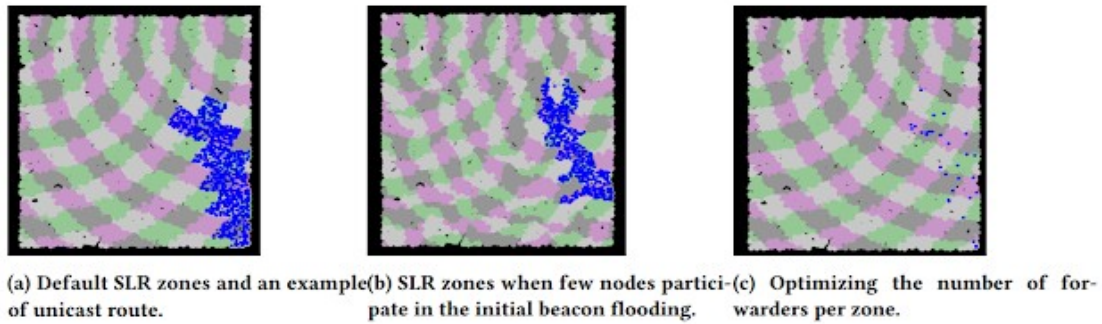 (a) Default SLR zones and an example
of unicast route.
(b) SLR zones when few nodes partici-
pate in the initial beacon flooding.
(c) Optimizing the number of for-
warders per zone.